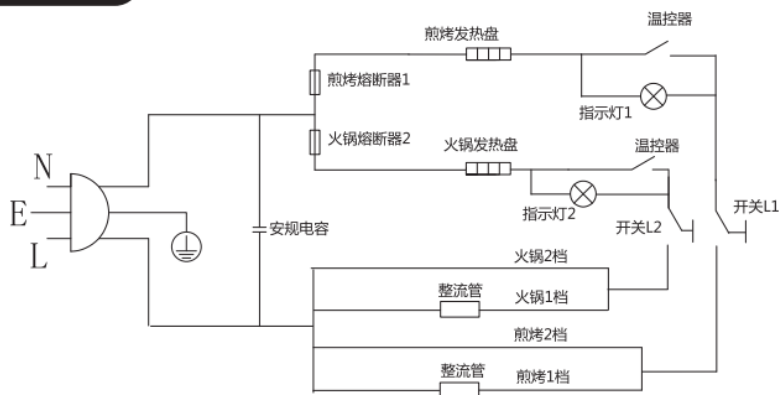 温控器
煎烤发热盘
煎烤熔断器1
指示灯1
火锅熔断器2
火锅发热盘
温控器
N
E
L
指示灯2
开关L2
开关L1
安规电容
火锅2档
整流管
火锅1档
煎烤2档
整流管
煎烤1档